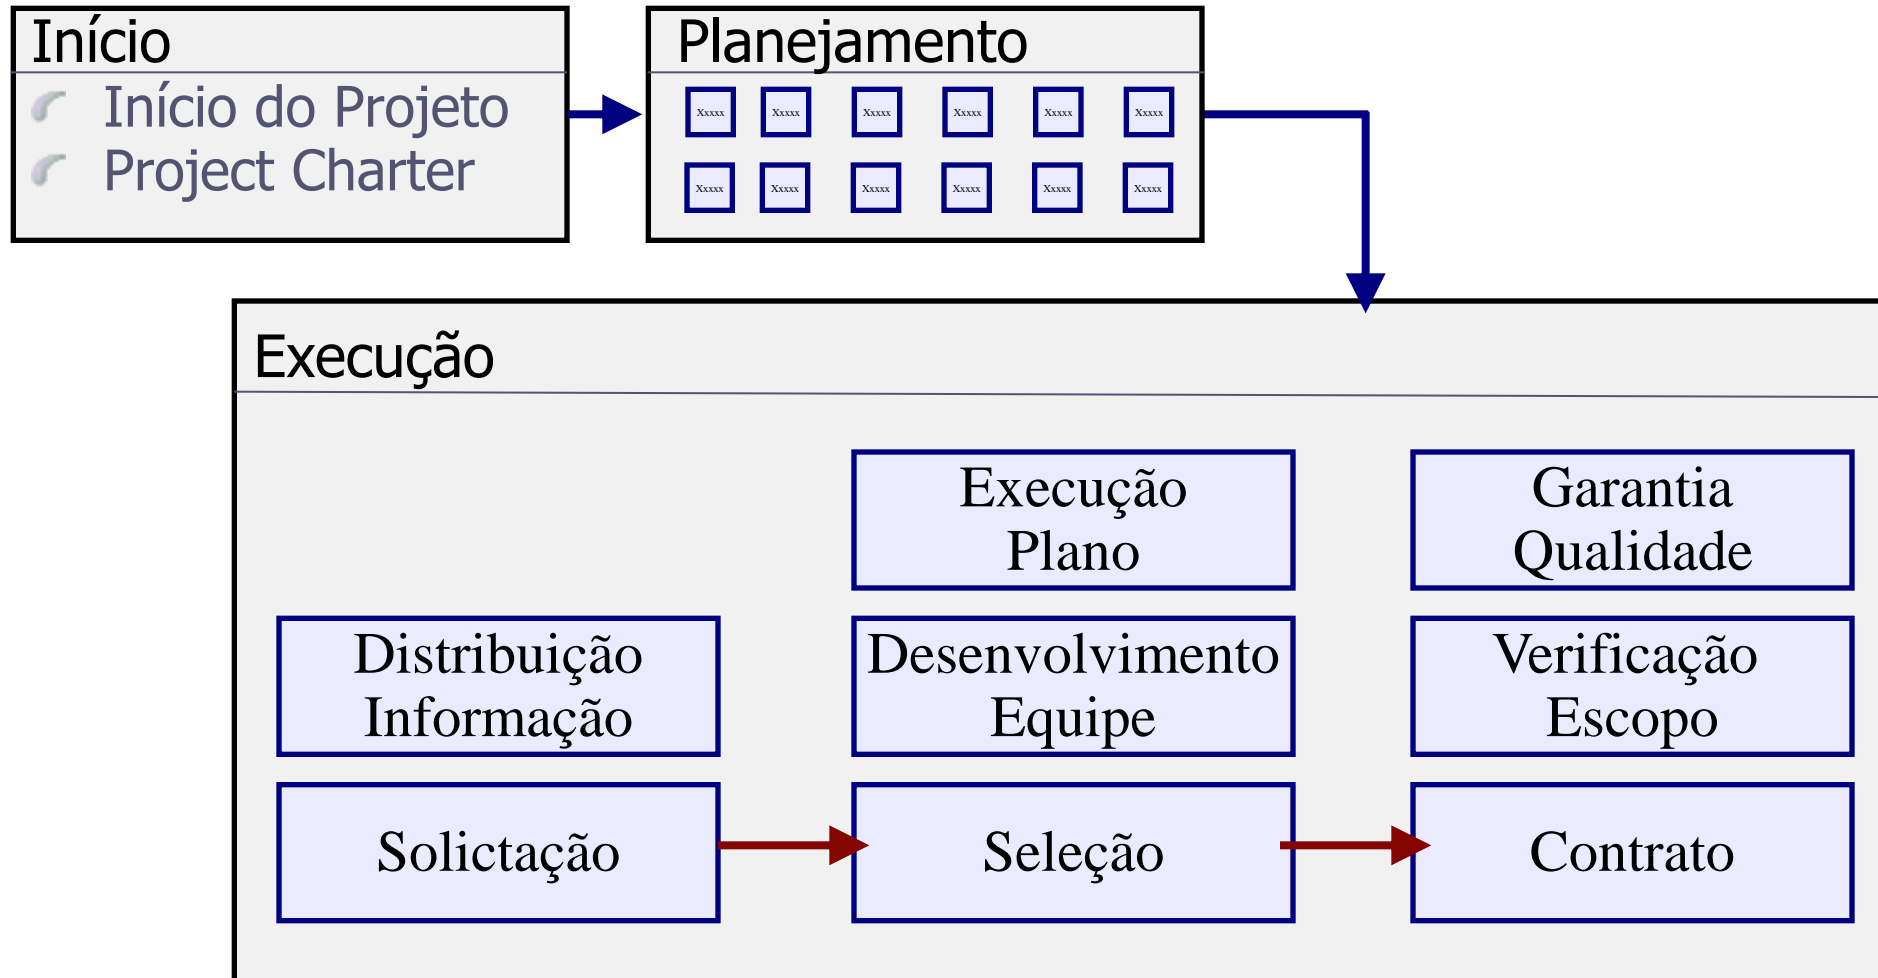 Início
Início do Projeto
Project Charter
Planejamento
Xxxxx Xxxxx Xxxxx Xxxxx Xxxxx Xxxxx
Xxxxx Xxxxx Xxxxx Xxxxx Xxxxx Xxxxx
Execução
Execução
Plano
Garantia
Qualidade
Distribuição
Informação
Desenvolvimento
Equipe
Verificação
Escopo
Solictação
Seleção
Contrato